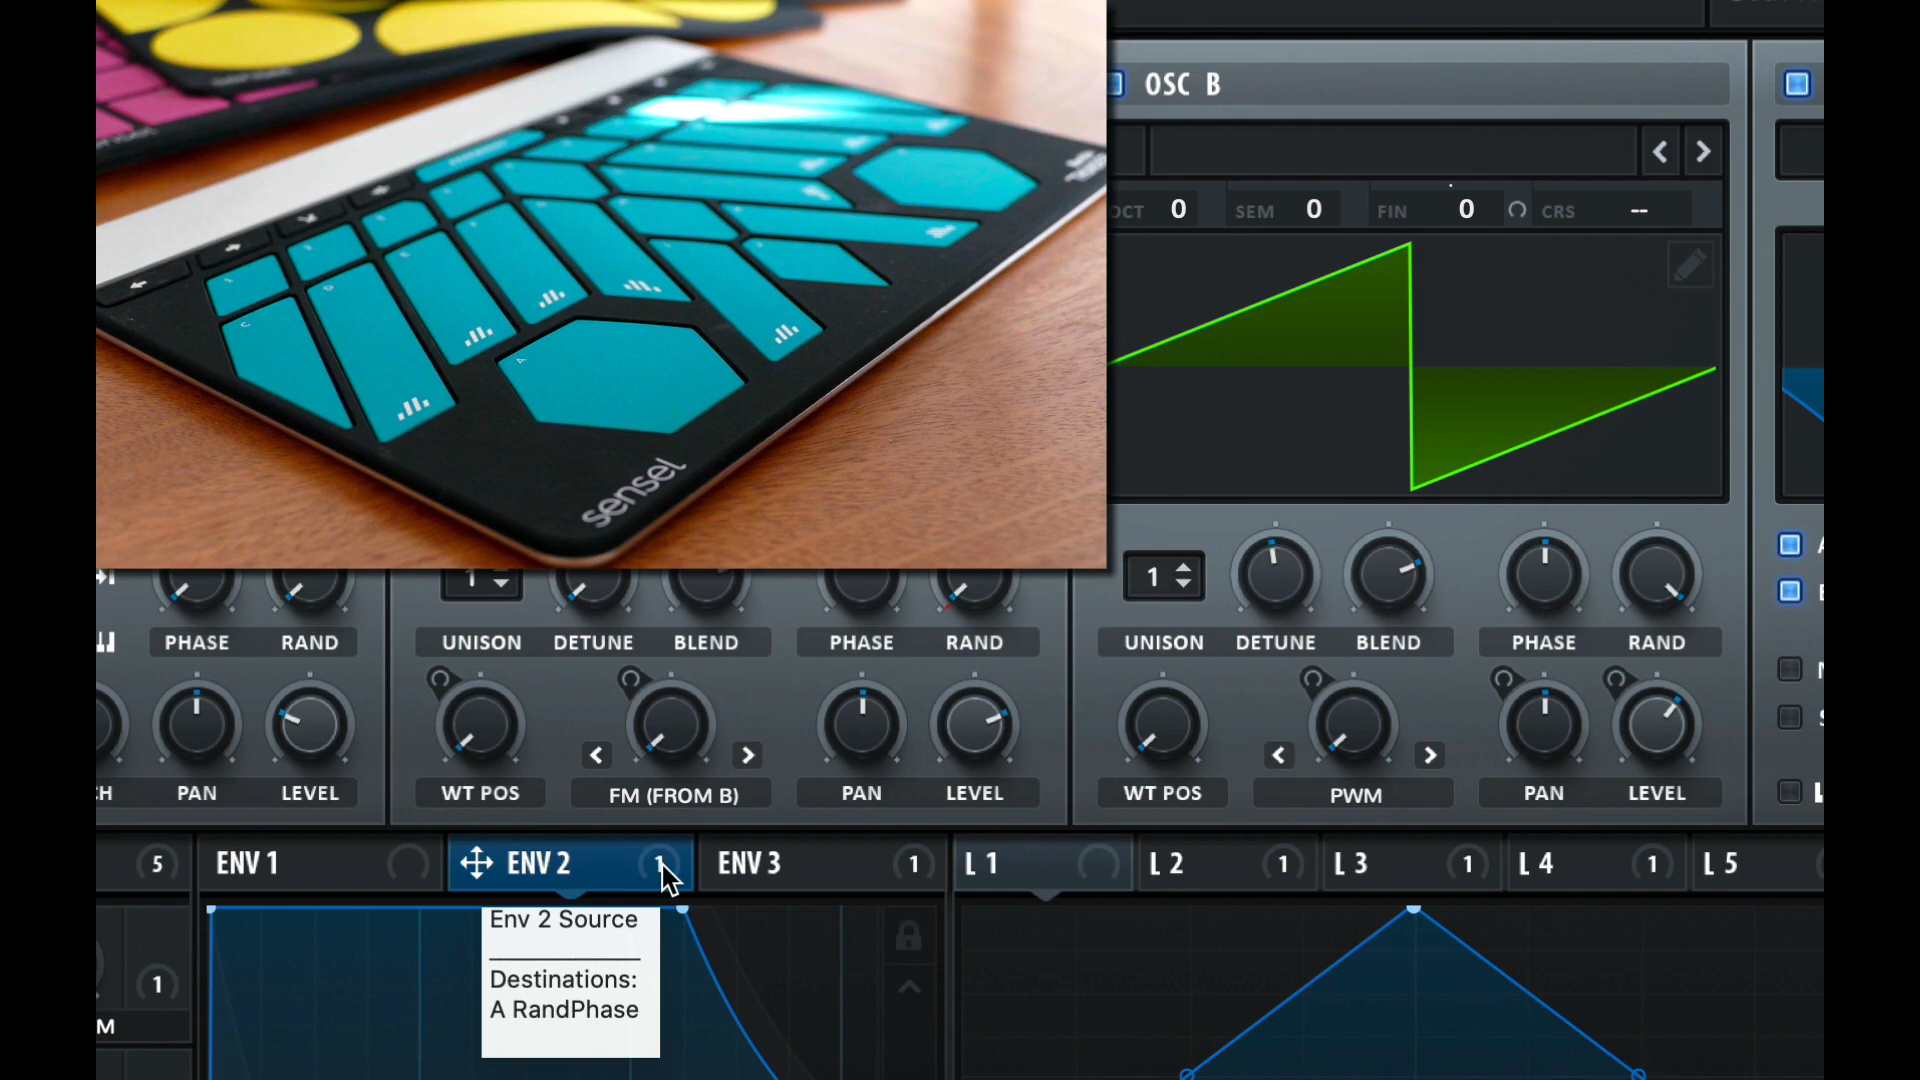 OSC B
OCT 0 SEM 0 FIN 0 CRS --
sensel
1 1
PHASE RAND UNISON DETUNE BLEND PHASE RAND UNISON DETUNE BLEND PHASE RAND
CH PAN LEVEL WT POS FM (FROM B) PAN LEVEL WT POS PWM PAN LEVEL
5 ENV 1 ENV 2 1 ENV 3 1 L 1 L 2 1 L 3 1 L 4 1 L 5
Env 2 Source
Destinations:
A RandPhase
1
M